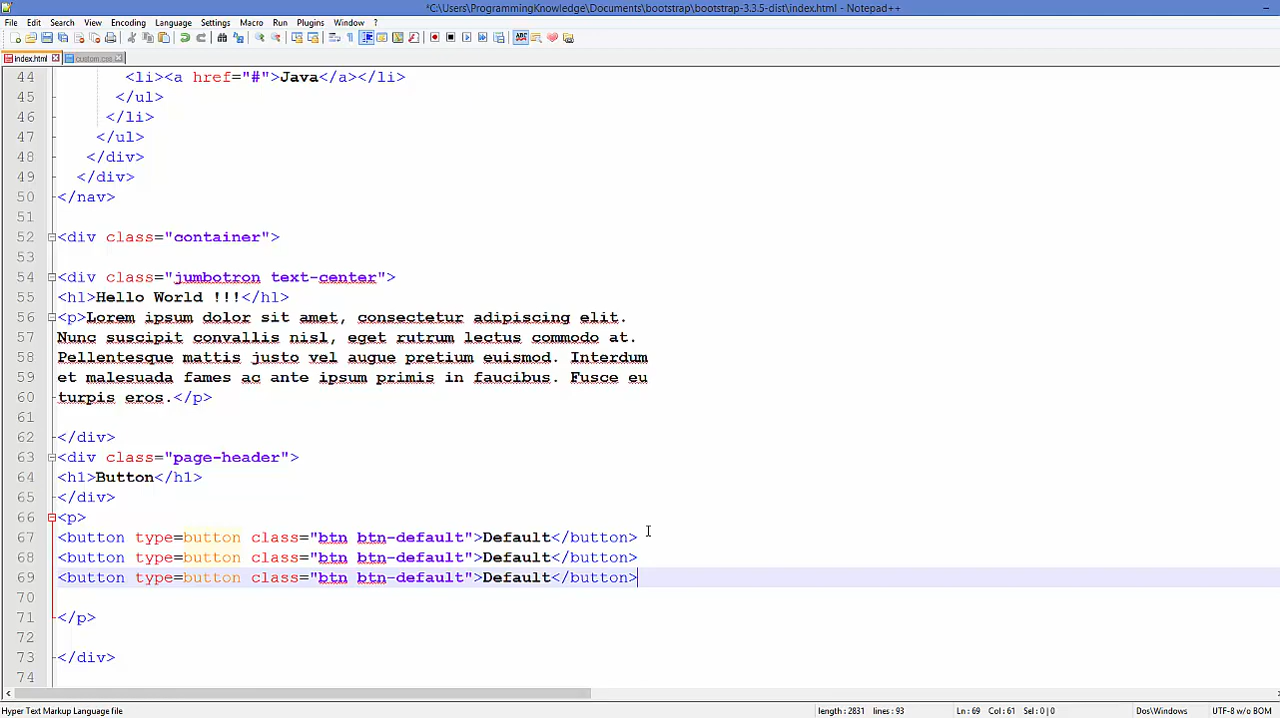 *C:\Users\ProgrammingKnowledge\Documents\bootstrap\bootstrap-3.3.5-dist\index.html - Notepad++
File Edit Search View Encoding Language Settings Macro Run Plugins Window ?
index.html custom.css
44 <li><a href="#">Java</a></li>
45 </ul>
46 </li>
47 </ul>
48 </div>
49 </div>
50 </nav>
51
52 <div class="container">
53
54 <div class="jumbotron text-center">
55 <h1>Hello World !!!</h1>
56 <p>Lorem ipsum dolor sit amet, consectetur adipiscing elit.
57 Nunc suscipit convallis nisl, eget rutrum lectus commodo at.
58 Pellentesque mattis justo vel augue pretium euismod. Interdum
59 et malesuada fames ac ante ipsum primis in faucibus. Fusce eu
60 turpis eros.</p>
61
62 </div>
63 <div class="page-header">
64 <h1>Button</h1>
65 </div>
66 <p>
67 <button type=button class="btn btn-default">Default</button>
68 <button type=button class="btn btn-default">Default</button>
69 <button type=button class="btn btn-default">Default</button>
70
71 </p>
72
73 </div>
74
Hyper Text Markup Language file length : 2831 lines : 93 Ln : 69 Col : 61 Sel : 0 | 0 Dos\Windows UTF-8 w/o BOM